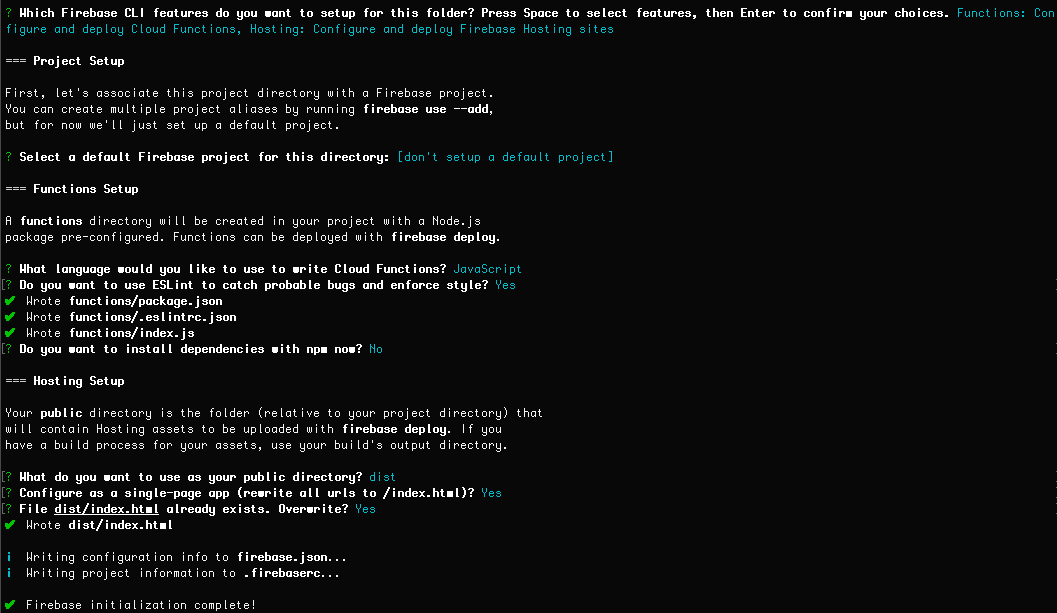 ? Which Firebase CLI features do you want to setup for this folder? Press Space to select features, then Enter to confirm your choices. Functions: Con
figure and deploy Cloud Functions, Hosting: Configure and deploy Firebase Hosting sites
=== Project Setup
First, let's associate this project directory with a Firebase project.
You can create multiple project aliases by running firebase use --add,
but for now we'll just set up a default project.
? Select a default Firebase project for this directory: [don't setup a default project]
=== Functions Setup
A functions directory will be created in your project with a Node.js
package pre-configured. Functions can be deployed with firebase deploy.
? What language would you like to use to write Cloud Functions? JavaScript
[? Do you want to use ESLint to catch probable bugs and enforce style? Yes
✔ Wrote functions/package.json
✔ Wrote functions/.eslintrc.json
✔ Wrote functions/index.js
[? Do you want to install dependencies with npm now? No
=== Hosting Setup
Your public directory is the folder (relative to your project directory) that
will contain Hosting assets to be uploaded with firebase deploy. If you
have a build process for your assets, use your build's output directory.
[? What do you want to use as your public directory? dist
[? Configure as a single-page app (rewrite all urls to /index.html)? Yes
[? File dist/index.html already exists. Overwrite? Yes
✔ Wrote dist/index.html
i Writing configuration info to firebase.json...
i Writing project information to .firebaserc...
✔ Firebase initialization complete!